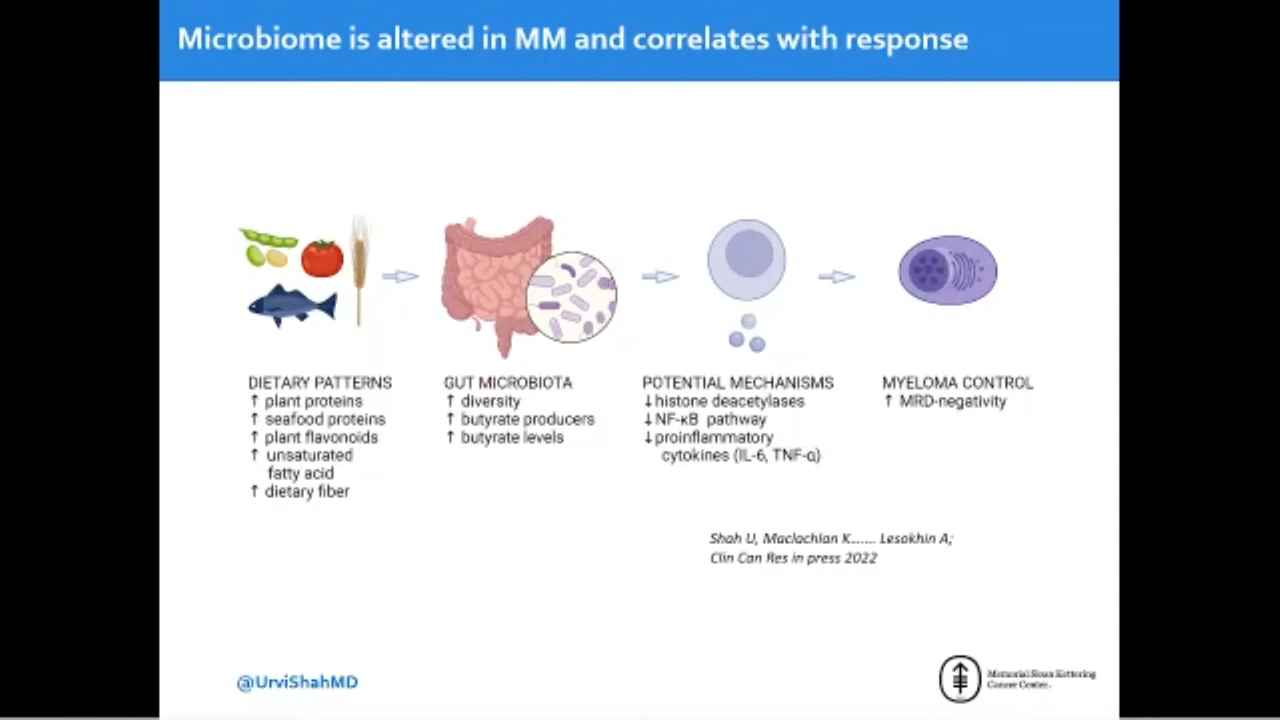 Microbiome is altered in MM and correlates with response
DIETARY PATTERNS
↑ plant proteins
↑ seafood proteins
↑ plant flavonoids
↑ unsaturated
fatty acid
↑ dietary fiber
GUT MICROBIOTA
↑ diversity
↑ butyrate producers
↑ butyrate levels
POTENTIAL MECHANISMS
↓histone deacetylases
↓NF-κB pathway
↓proinflammatory
cytokines (IL-6, TNF-α)
MYELOMA CONTROL
↑ MRD-negativity
Shah U, Maclachlan K....... Lesokhin A;
Clin Can Res in press 2022
@UrviShahMD
Memorial Sloan Kettering
Cancer Center.